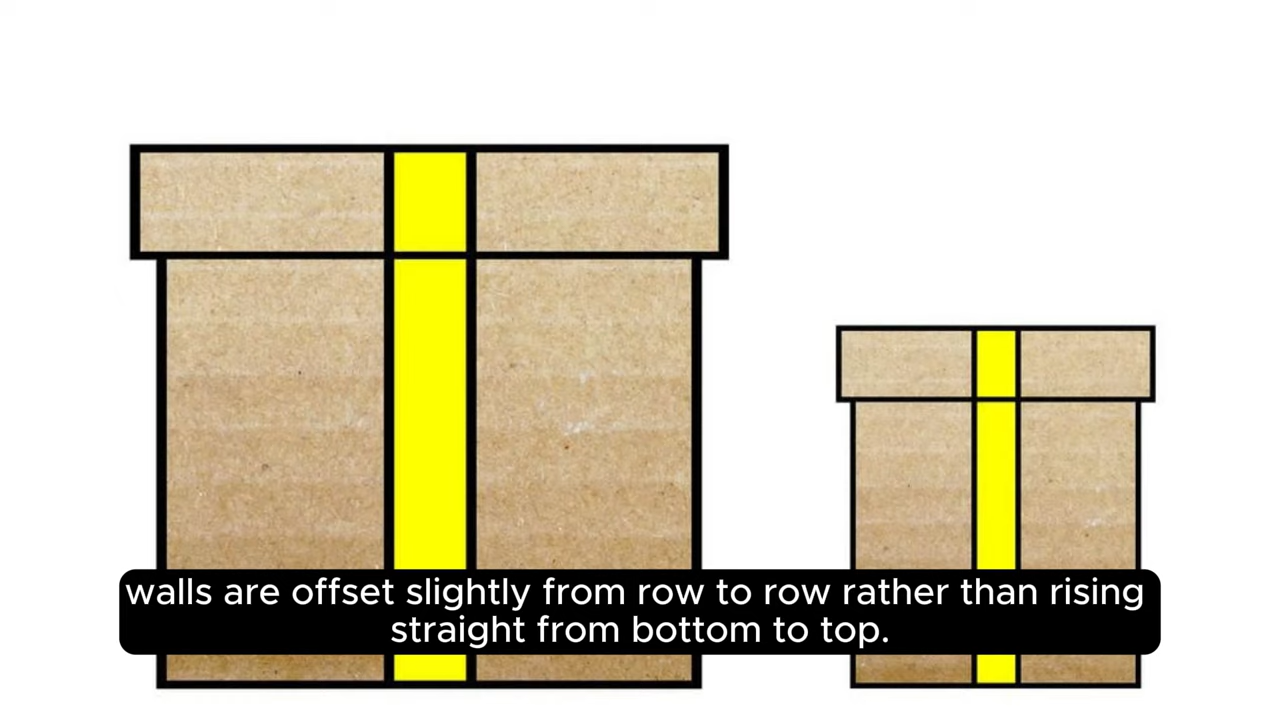 walls are offset slightly from row to row rather than rising
straight from bottom to top.